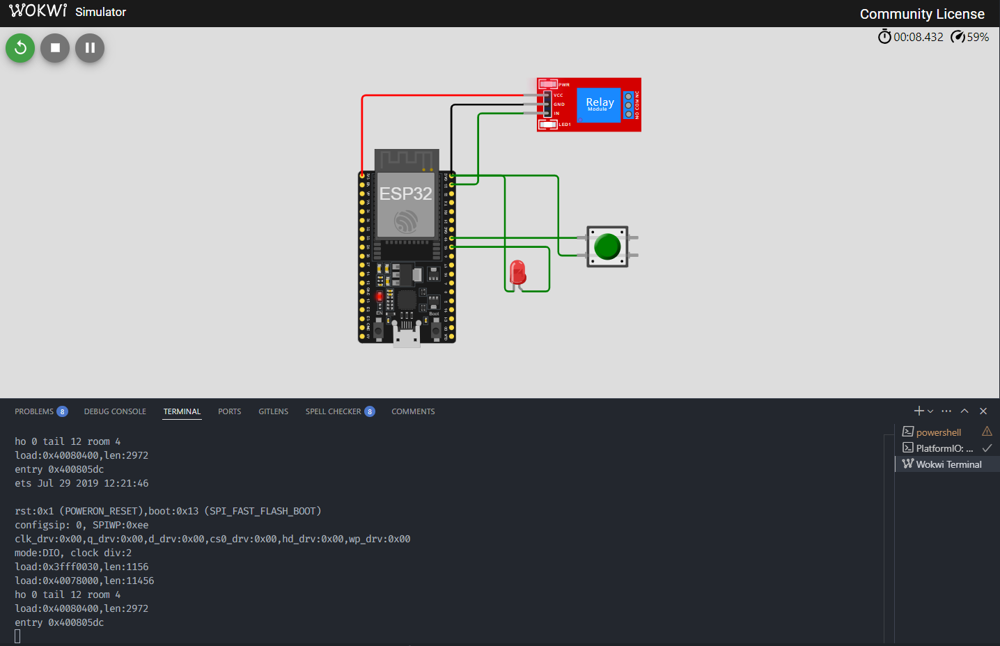 WOKWI Simulator
Community License
00:08.432 59%
PWR
VCC
GND
IN
LED1
Relay
Module
NO COM NC
ESP32
EN
Boot
PROBLEMS 8 DEBUG CONSOLE TERMINAL PORTS GITLENS SPELL CHECKER 8 COMMENTS
ho 0 tail 12 room 4
load:0x40080400,len:2972
entry 0x400805dc
ets Jul 29 2019 12:21:46
rst:0x1 (POWERON_RESET),boot:0x13 (SPI_FAST_FLASH_BOOT)
configsip: 0, SPIWP:0xee
clk_drv:0x00,q_drv:0x00,d_drv:0x00,cs0_drv:0x00,hd_drv:0x00,wp_drv:0x00
mode:DIO, clock div:2
load:0x3fff0030,len:1156
load:0x40078000,len:11456
ho 0 tail 12 room 4
load:0x40080400,len:2972
entry 0x400805dc
powershell
PlatformIO: ...
Wokwi Terminal